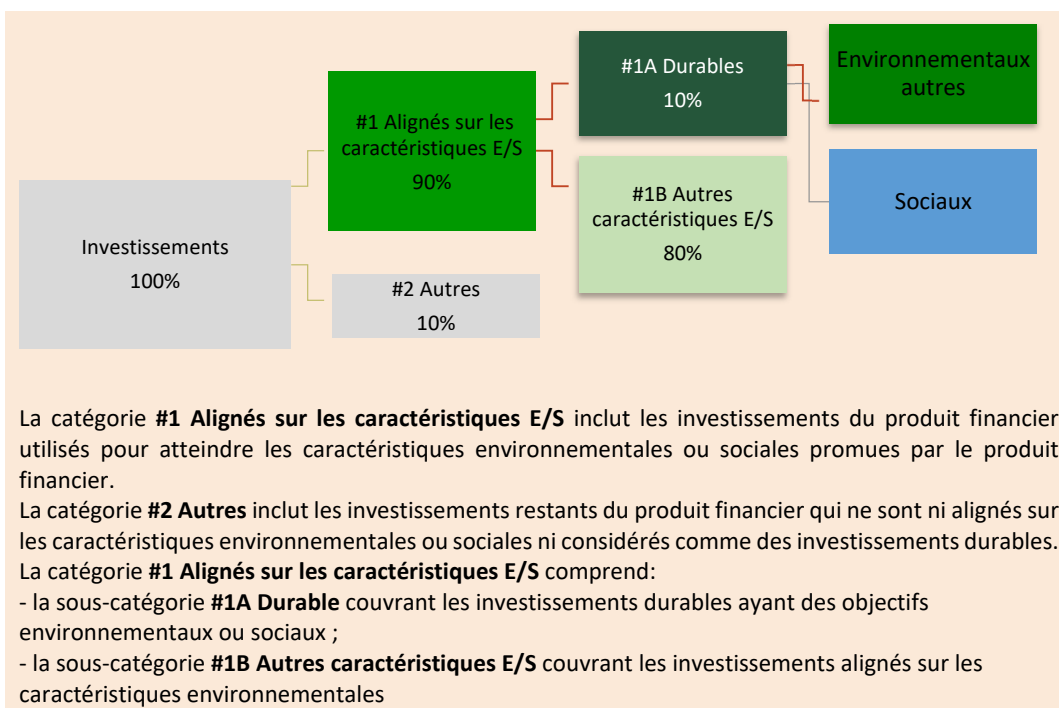 Investissements
100%
#1 Alignés sur les
caractéristiques E/S
90%
#2 Autres
10%
#1A Durables
10%
#1B Autres
caractéristiques E/S
80%
Environnementaux
autres
Sociaux
La catégorie #1 Alignés sur les caractéristiques E/S inclut les investissements du produit financier
utilisés pour atteindre les caractéristiques environnementales ou sociales promues par le produit
financier.
La catégorie #2 Autres inclut les investissements restants du produit financier qui ne sont ni alignés sur
les caractéristiques environnementales ou sociales ni considérés comme des investissements durables.
La catégorie #1 Alignés sur les caractéristiques E/S comprend:
- la sous-catégorie #1A Durable couvrant les investissements durables ayant des objectifs
environnementaux ou sociaux ;
- la sous-catégorie #1B Autres caractéristiques E/S couvrant les investissements alignés sur les
caractéristiques environnementales